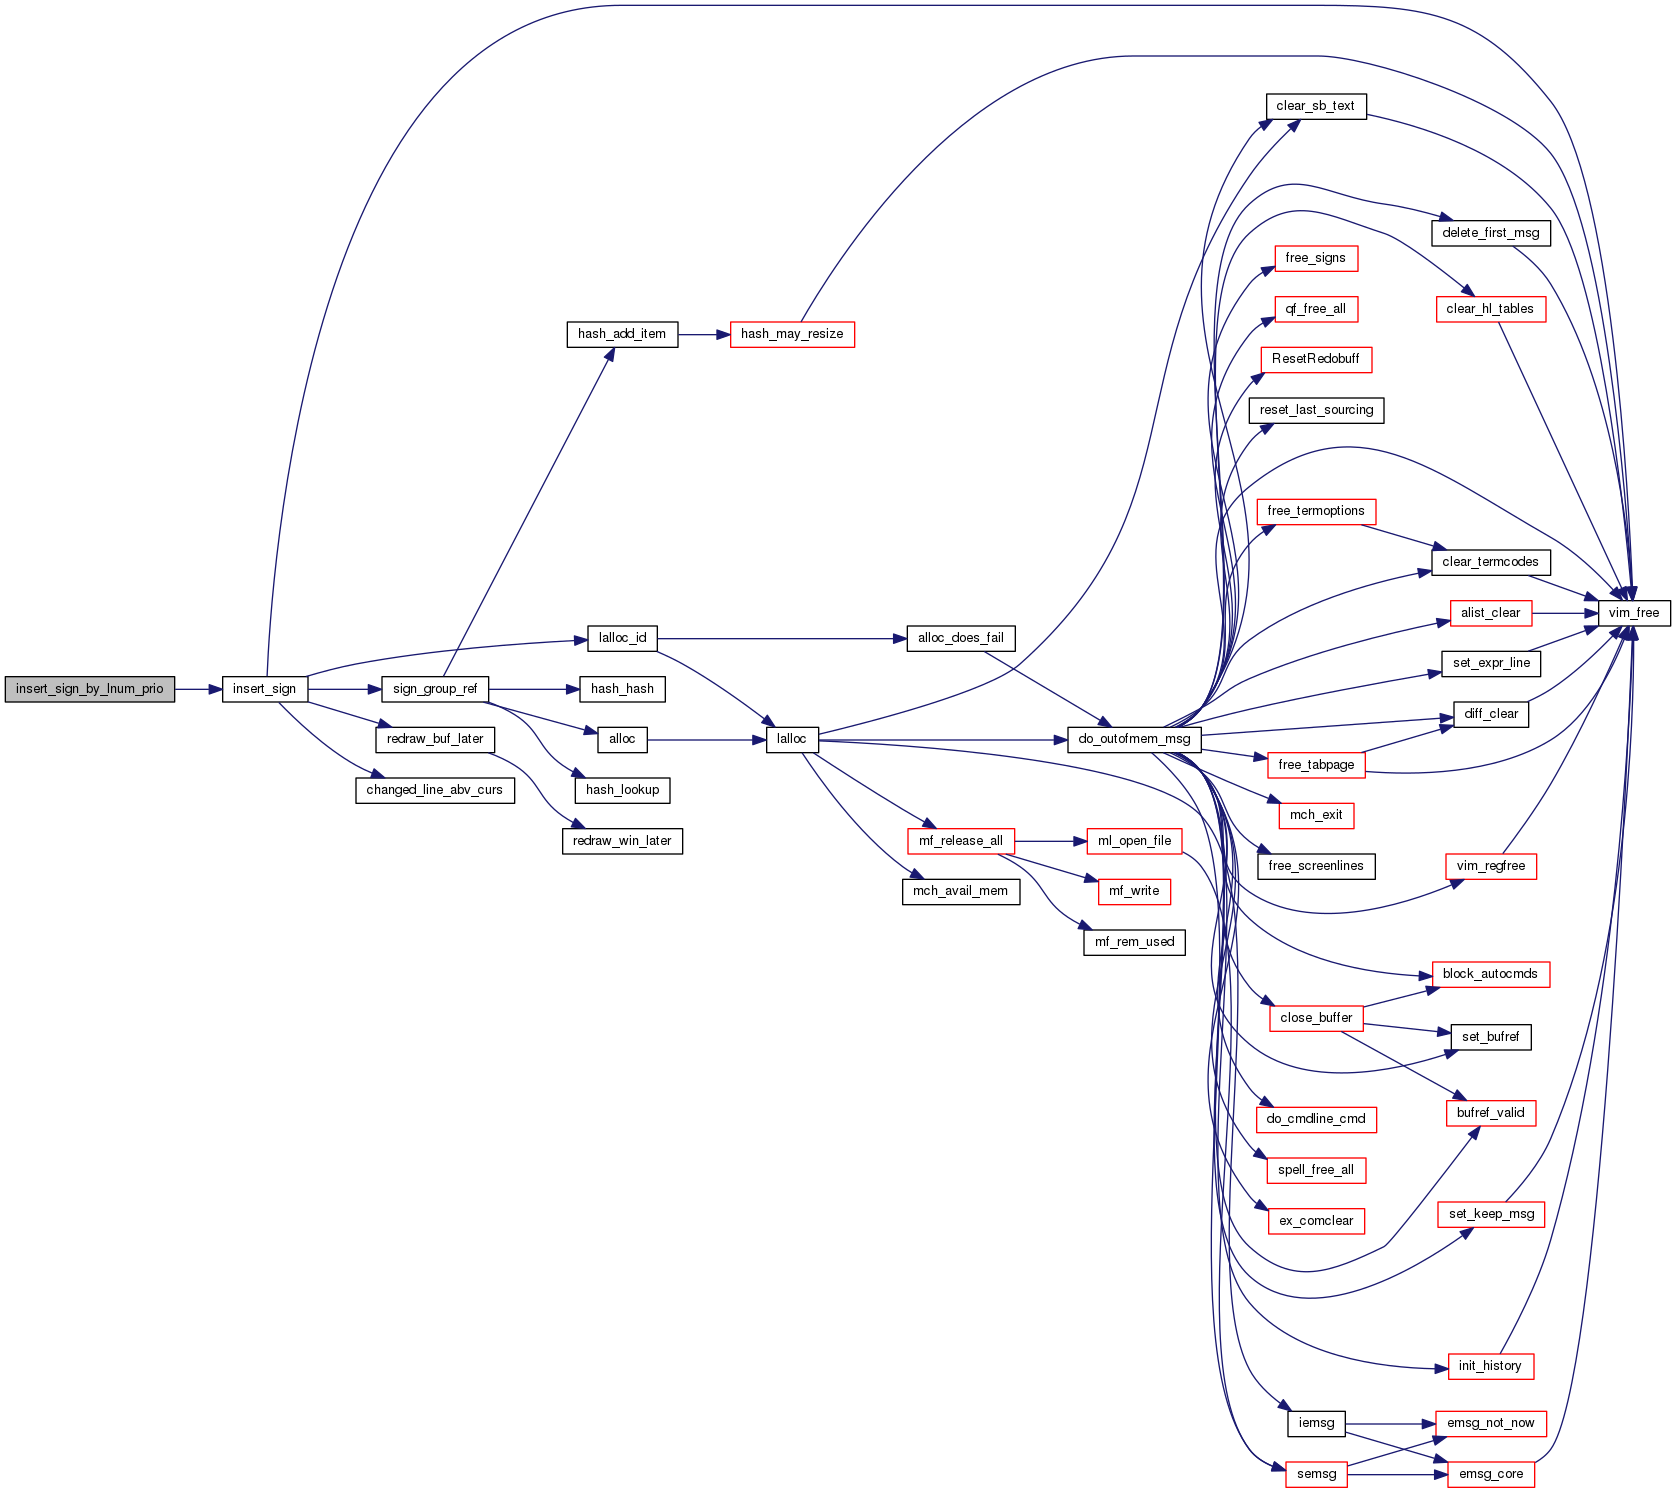 insert_sign_by_lnum_prio
insert_sign
sign_group_ref
redraw_buf_later
changed_line_abv_curs
hash_add_item
lalloc_id
hash_hash
alloc
hash_lookup
redraw_win_later
hash_may_resize
lalloc
alloc_does_fail
mf_release_all
mch_avail_mem
do_outofmem_msg
ml_open_file
mf_write
mf_rem_used
clear_sb_text
free_signs
qf_free_all
ResetRedobuff
reset_last_sourcing
free_termoptions
free_tabpage
mch_exit
free_screenlines
close_buffer
do_cmdline_cmd
spell_free_all
ex_comclear
iemsg
semsg
delete_first_msg
clear_hl_tables
clear_termcodes
alist_clear
set_expr_line
diff_clear
vim_regfree
block_autocmds
set_bufref
bufref_valid
set_keep_msg
init_history
emsg_not_now
emsg_core
vim_free